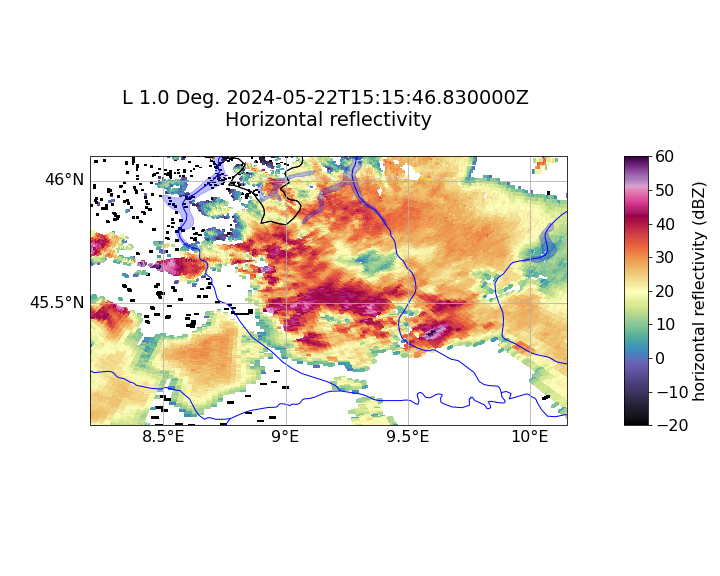 L 1.0 Deg. 2024-05-22T15:15:46.830000Z
Horizontal reflectivity
46°N
45.5°N
8.5°E
9°E
9.5°E
10°E
60
50
40
30
20
10
0
−10
−20
horizontal reflectivity (dBZ)